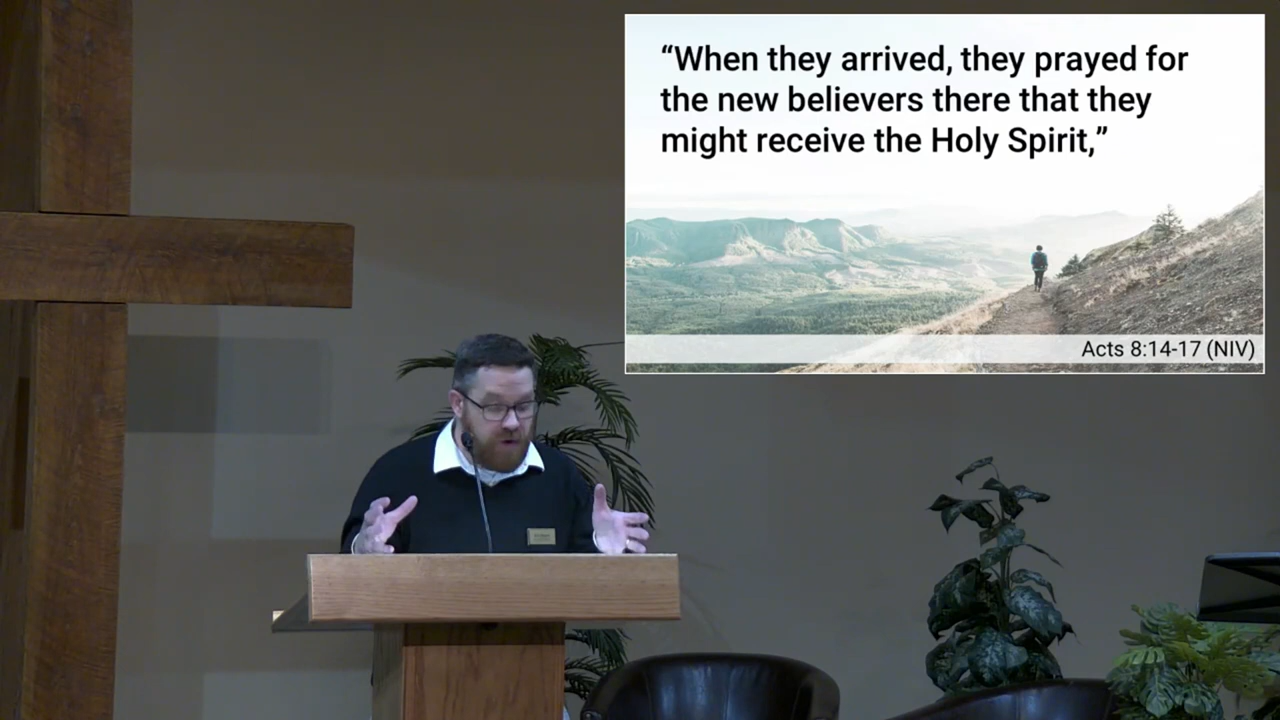 “When they arrived, they prayed for
the new believers there that they
might receive the Holy Spirit,”
Acts 8:14-17 (NIV)